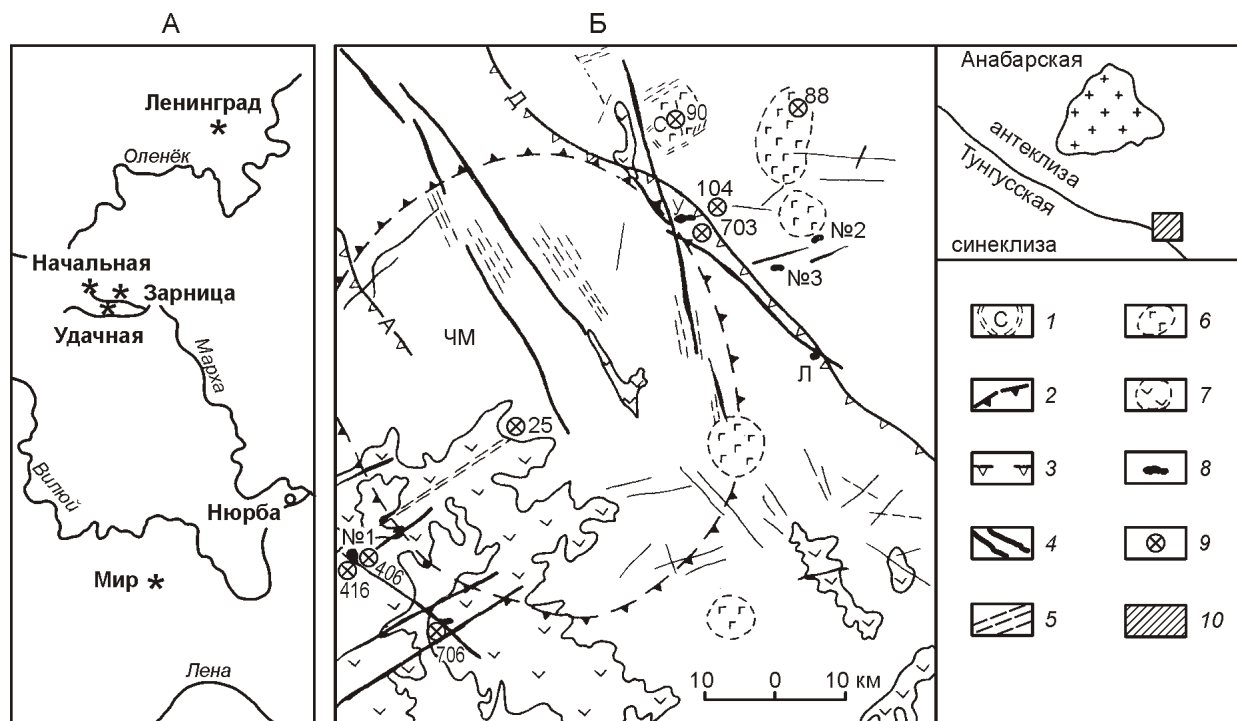 А
Б
Ленинград
Оленёк
Начальная
Зарница
Удачная
Марха
Вилюй
Нюрба
Мир
Лена
Д
С
90
88
104
У
703
№2
№3
А
ЧМ
Л
25
№1
406
416
706
10 0 10 км
Анабарская
антеклиза
Тунгусская
синеклиза
С
1
6
2
7
3
8
4
9
5
10